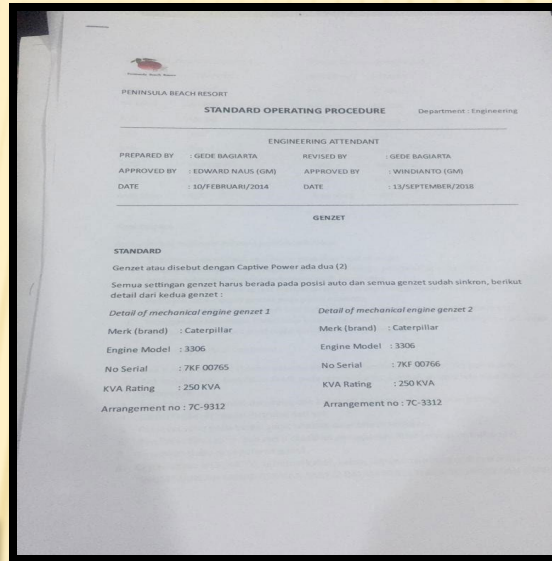 Peninsula Beach Resort
PENINSULA BEACH RESORT
STANDARD OPERATING PROCEDURE Department : Engineering
ENGINEERING ATTENDANT
PREPARED BY : GEDE BAGIARTA REVISED BY : GEDE BAGIARTA
APPROVED BY : EDWARD NAUS (GM) APPROVED BY : WINDIANTO (GM)
DATE : 10/FEBRUARI/2014 DATE : 13/SEPTEMBER/2018
GENZET
STANDARD
Genzet atau disebut dengan Captive Power ada dua (2)
Semua settingan genzet harus berada pada posisi auto dan semua genzet sudah sinkron, berikut
detail dari kedua genzet :
Detail of mechanical engine genzet 1 Detail of mechanical engine genzet 2
Merk (brand) : Caterpillar Merk (brand) : Caterpillar
Engine Model : 3306 Engine Model : 3306
No Serial : 7KF 00765 No Serial : 7KF 00766
KVA Rating : 250 KVA KVA Rating : 250 KVA
Arrangement no : 7C-9312 Arrangement no : 7C-3312